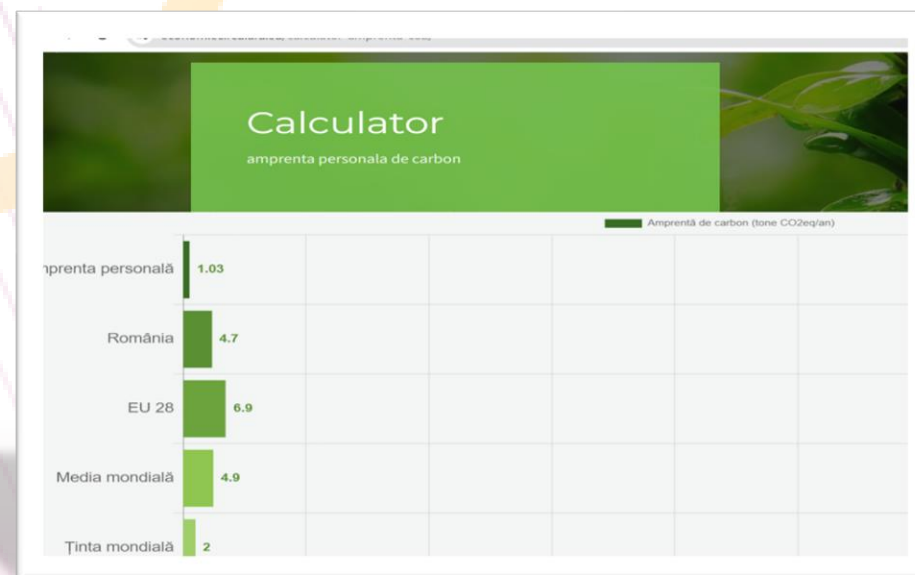 Calculator
amprenta personala de carbon
Amprentă de carbon (tone CO2eq/an)
personală 1.03
România 4.7
EU 28 6.9
Media mondială 4.9
Ținta mondială 2